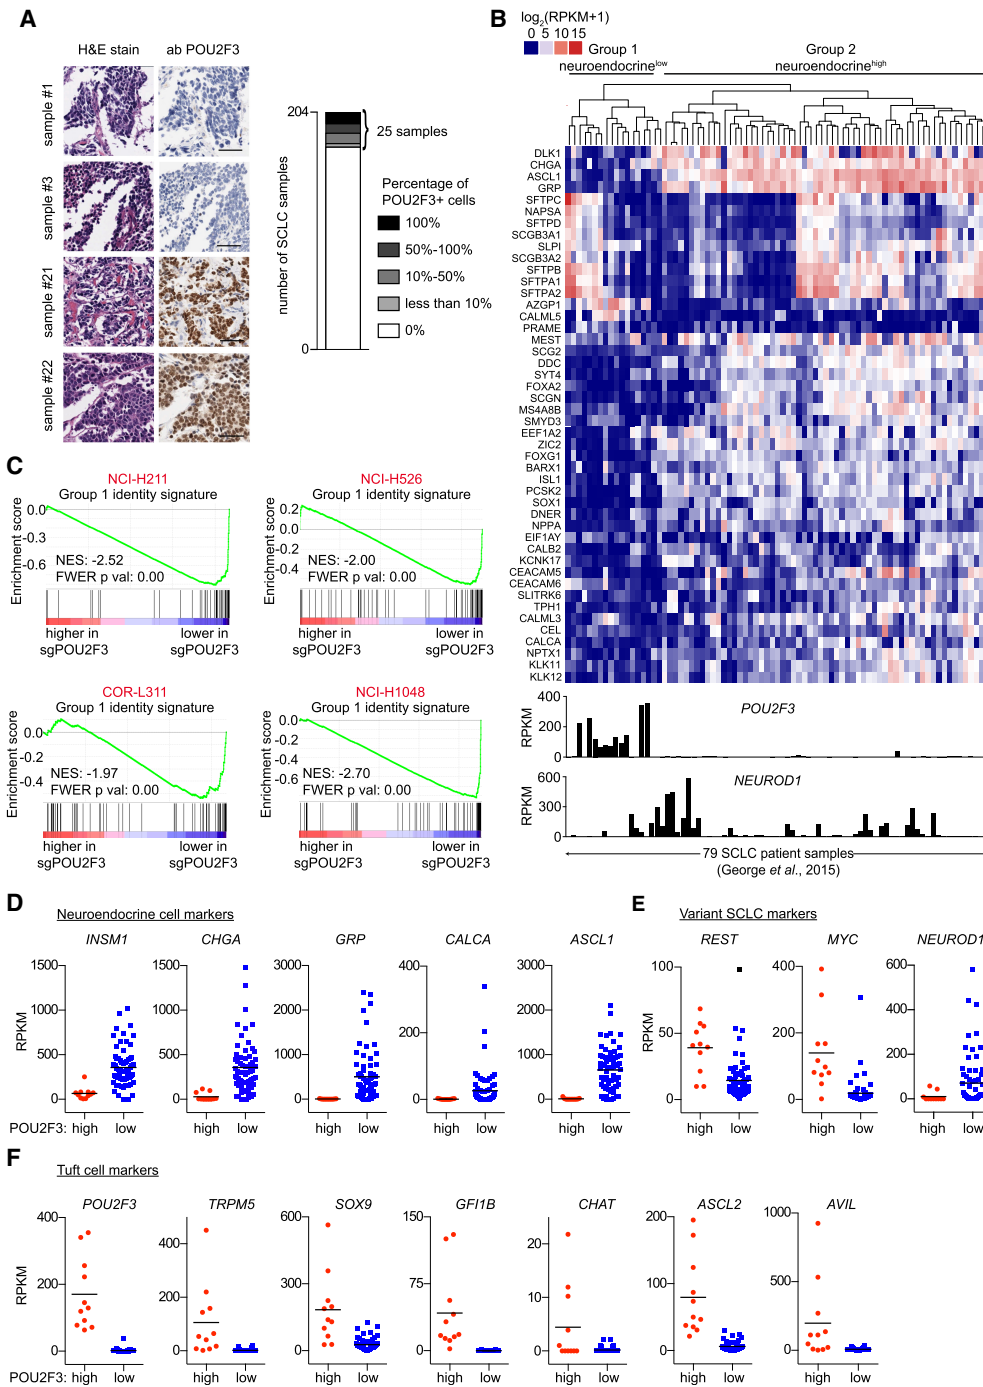 A
H&E stain
ab POU2F3
sample #1
sample #3
sample #21
sample #22
number of SCLC samples
204
0
25 samples
Percentage of
POU2F3+ cells
100%
50%-100%
10%-50%
less than 10%
0%
B
log2(RPKM+1)
0 5 10 15
Group 1
neuroendocrinelow
Group 2
neuroendocrinehigh
DLK1
CHGA
ASCL1
GRP
SFTPC
NAPSA
SFTPD
SCGB3A1
SLPI
SCGB3A2
SFTPB
SFTPA1
SFTPA2
AZGP1
CALML5
PRAME
MEST
SCG2
DDC
SYT4
FOXA2
SCGN
MS4A8B
SMYD3
EEF1A2
ZIC2
FOXG1
BARX1
ISL1
PCSK2
SOX1
DNER
NPPA
EIF1AY
CALB2
KCNK17
CEACAM5
CEACAM6
SLITRK6
TPH1
CALML3
CEL
CALCA
NPTX1
KLK11
KLK12
RPKM
400
200
0
POU2F3
RPKM
600
300
0
NEUROD1
79 SCLC patient samples
(George et al., 2015)
C
NCI-H211
Group 1 identity signature
Enrichment score
0.0
-0.3
-0.6
NES: -2.52
FWER p val: 0.00
higher in
sgPOU2F3
lower in
sgPOU2F3
NCI-H526
Group 1 identity signature
Enrichment score
0.2
0.0
-0.2
-0.4
NES: -2.00
FWER p val: 0.00
higher in
sgPOU2F3
lower in
sgPOU2F3
COR-L311
Group 1 identity signature
Enrichment score
0.0
-0.2
-0.4
NES: -1.97
FWER p val: 0.00
higher in
sgPOU2F3
lower in
sgPOU2F3
NCI-H1048
Group 1 identity signature
Enrichment score
0.0
-0.2
-0.4
-0.6
NES: -2.70
FWER p val: 0.00
higher in
sgPOU2F3
lower in
sgPOU2F3
D
Neuroendocrine cell markers
INSM1
CHGA
GRP
CALCA
ASCL1
RPKM
1500
1000
500
0
1500
1000
500
0
3000
2000
1000
0
400
200
0
3000
2000
1000
0
POU2F3: high low
high low
high low
high low
high low
E
Variant SCLC markers
REST
MYC
NEUROD1
RPKM
100
50
0
400
200
0
600
400
200
0
high low
high low
high low
F
Tuft cell markers
POU2F3
TRPM5
SOX9
GFI1B
CHAT
ASCL2
AVIL
RPKM
400
200
0
400
200
0
600
300
0
150
75
0
20
10
0
200
100
0
1000
500
0
POU2F3: high low
high low
high low
high low
high low
high low
high low